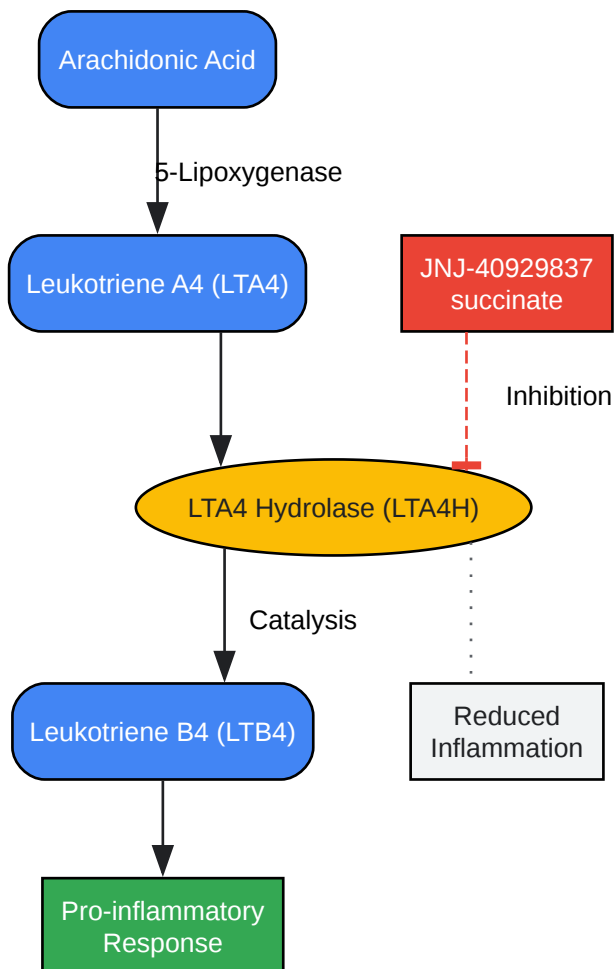 Arachidonic Acid
5-Lipoxygenase
Leukotriene A4 (LTA4)
JNJ-40929837
succinate
Inhibition
LTA4 Hydrolase (LTA4H)
Catalysis
Leukotriene B4 (LTB4)
Reduced
Inflammation
Pro-inflammatory
Response